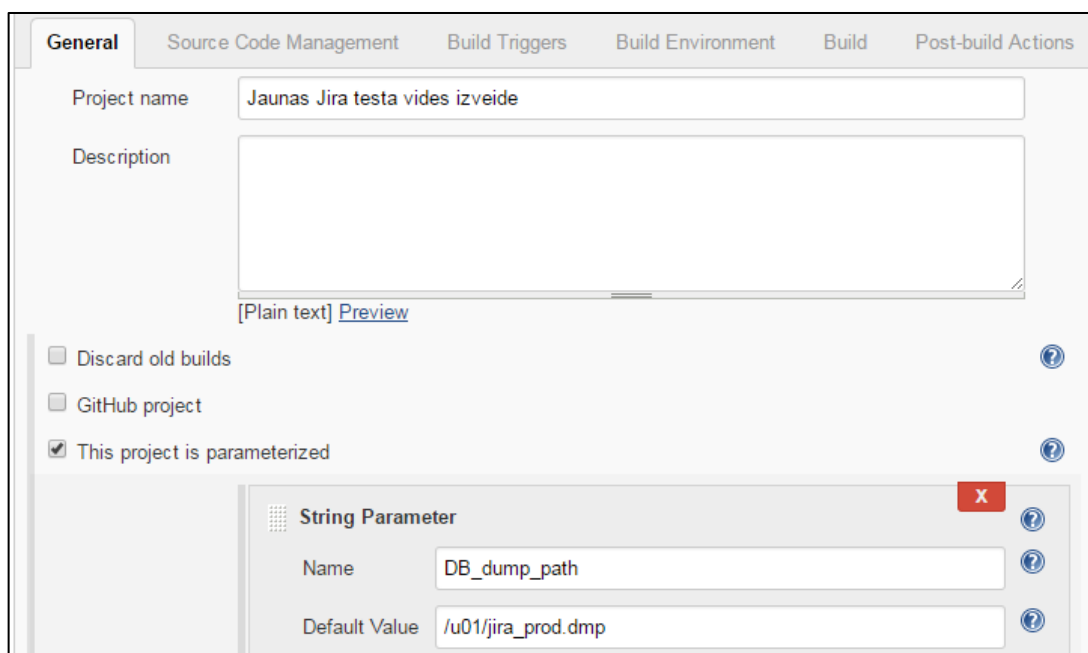 General Source Code Management Build Triggers Build Environment Build Post-build Actions
Project name Jaunas Jira testa vides izveide
Description
[Plain text] Preview
Discard old builds
GitHub project
This project is parameterized
X
String Parameter
Name DB_dump_path
Default Value /u01/jira_prod.dmp